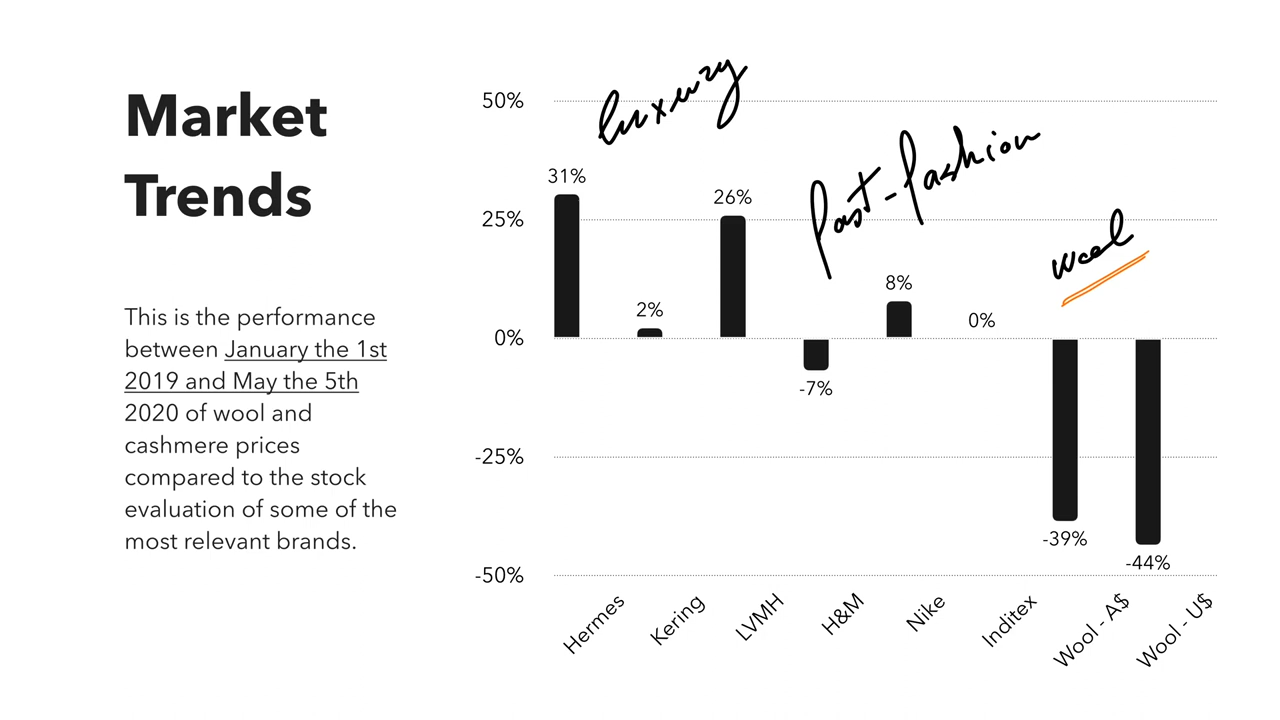 Market
Trends
This is the performance
between January the 1st
2019 and May the 5th
2020 of wool and
cashmere prices
compared to the stock
evaluation of some of the
most relevant brands.
luxury
fast-fashion
wool
50%
25%
0%
-25%
-50%
31%
2%
26%
-7%
8%
0%
-39%
-44%
Hermes
Kering
LVMH
H&M
Nike
Inditex
Wool - A$
Wool - U$